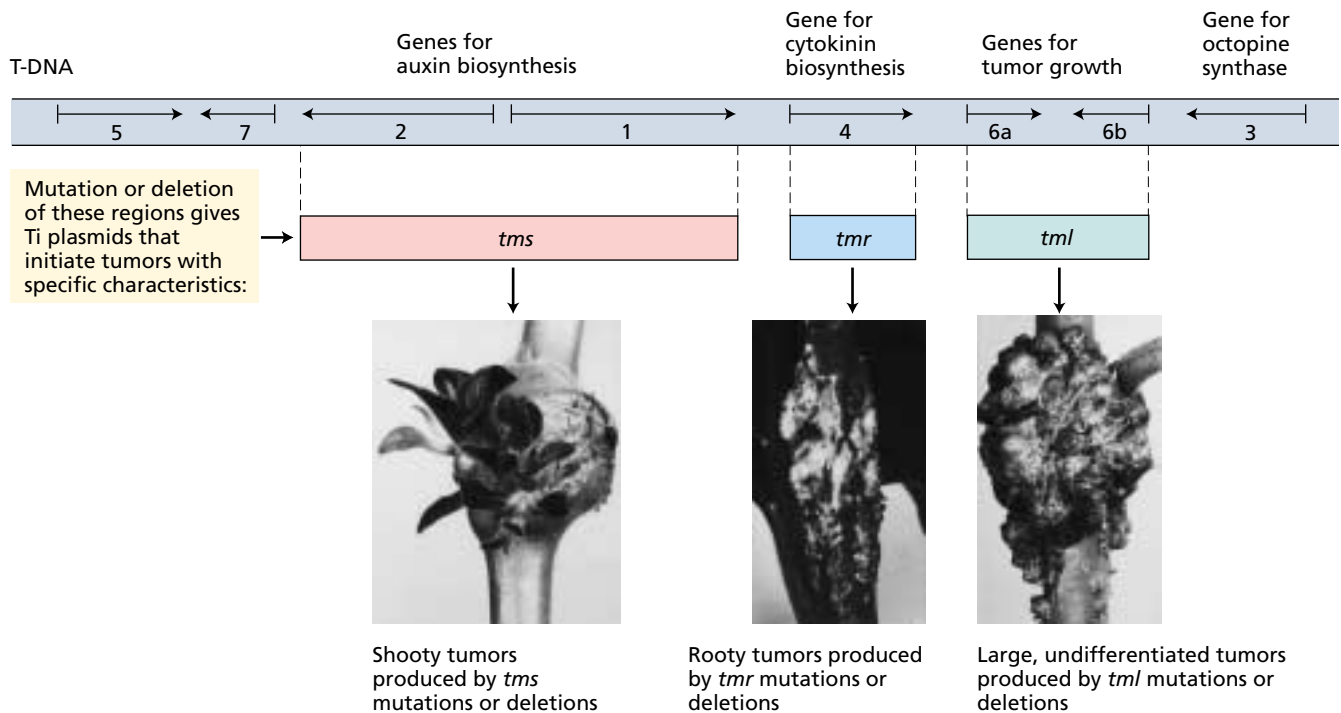 T-DNA
Genes for
auxin biosynthesis
Gene for
cytokinin
biosynthesis
Genes for
tumor growth
Gene for
octopine
synthase
5
7
2
1
4
6a
6b
3
Mutation or deletion
of these regions gives
Ti plasmids that
initiate tumors with
specific characteristics:
tms
tmr
tml
Shooty tumors
produced by tms
mutations or deletions
Rooty tumors produced
by tmr mutations or
deletions
Large, undifferentiated tumors
produced by tml mutations or
deletions